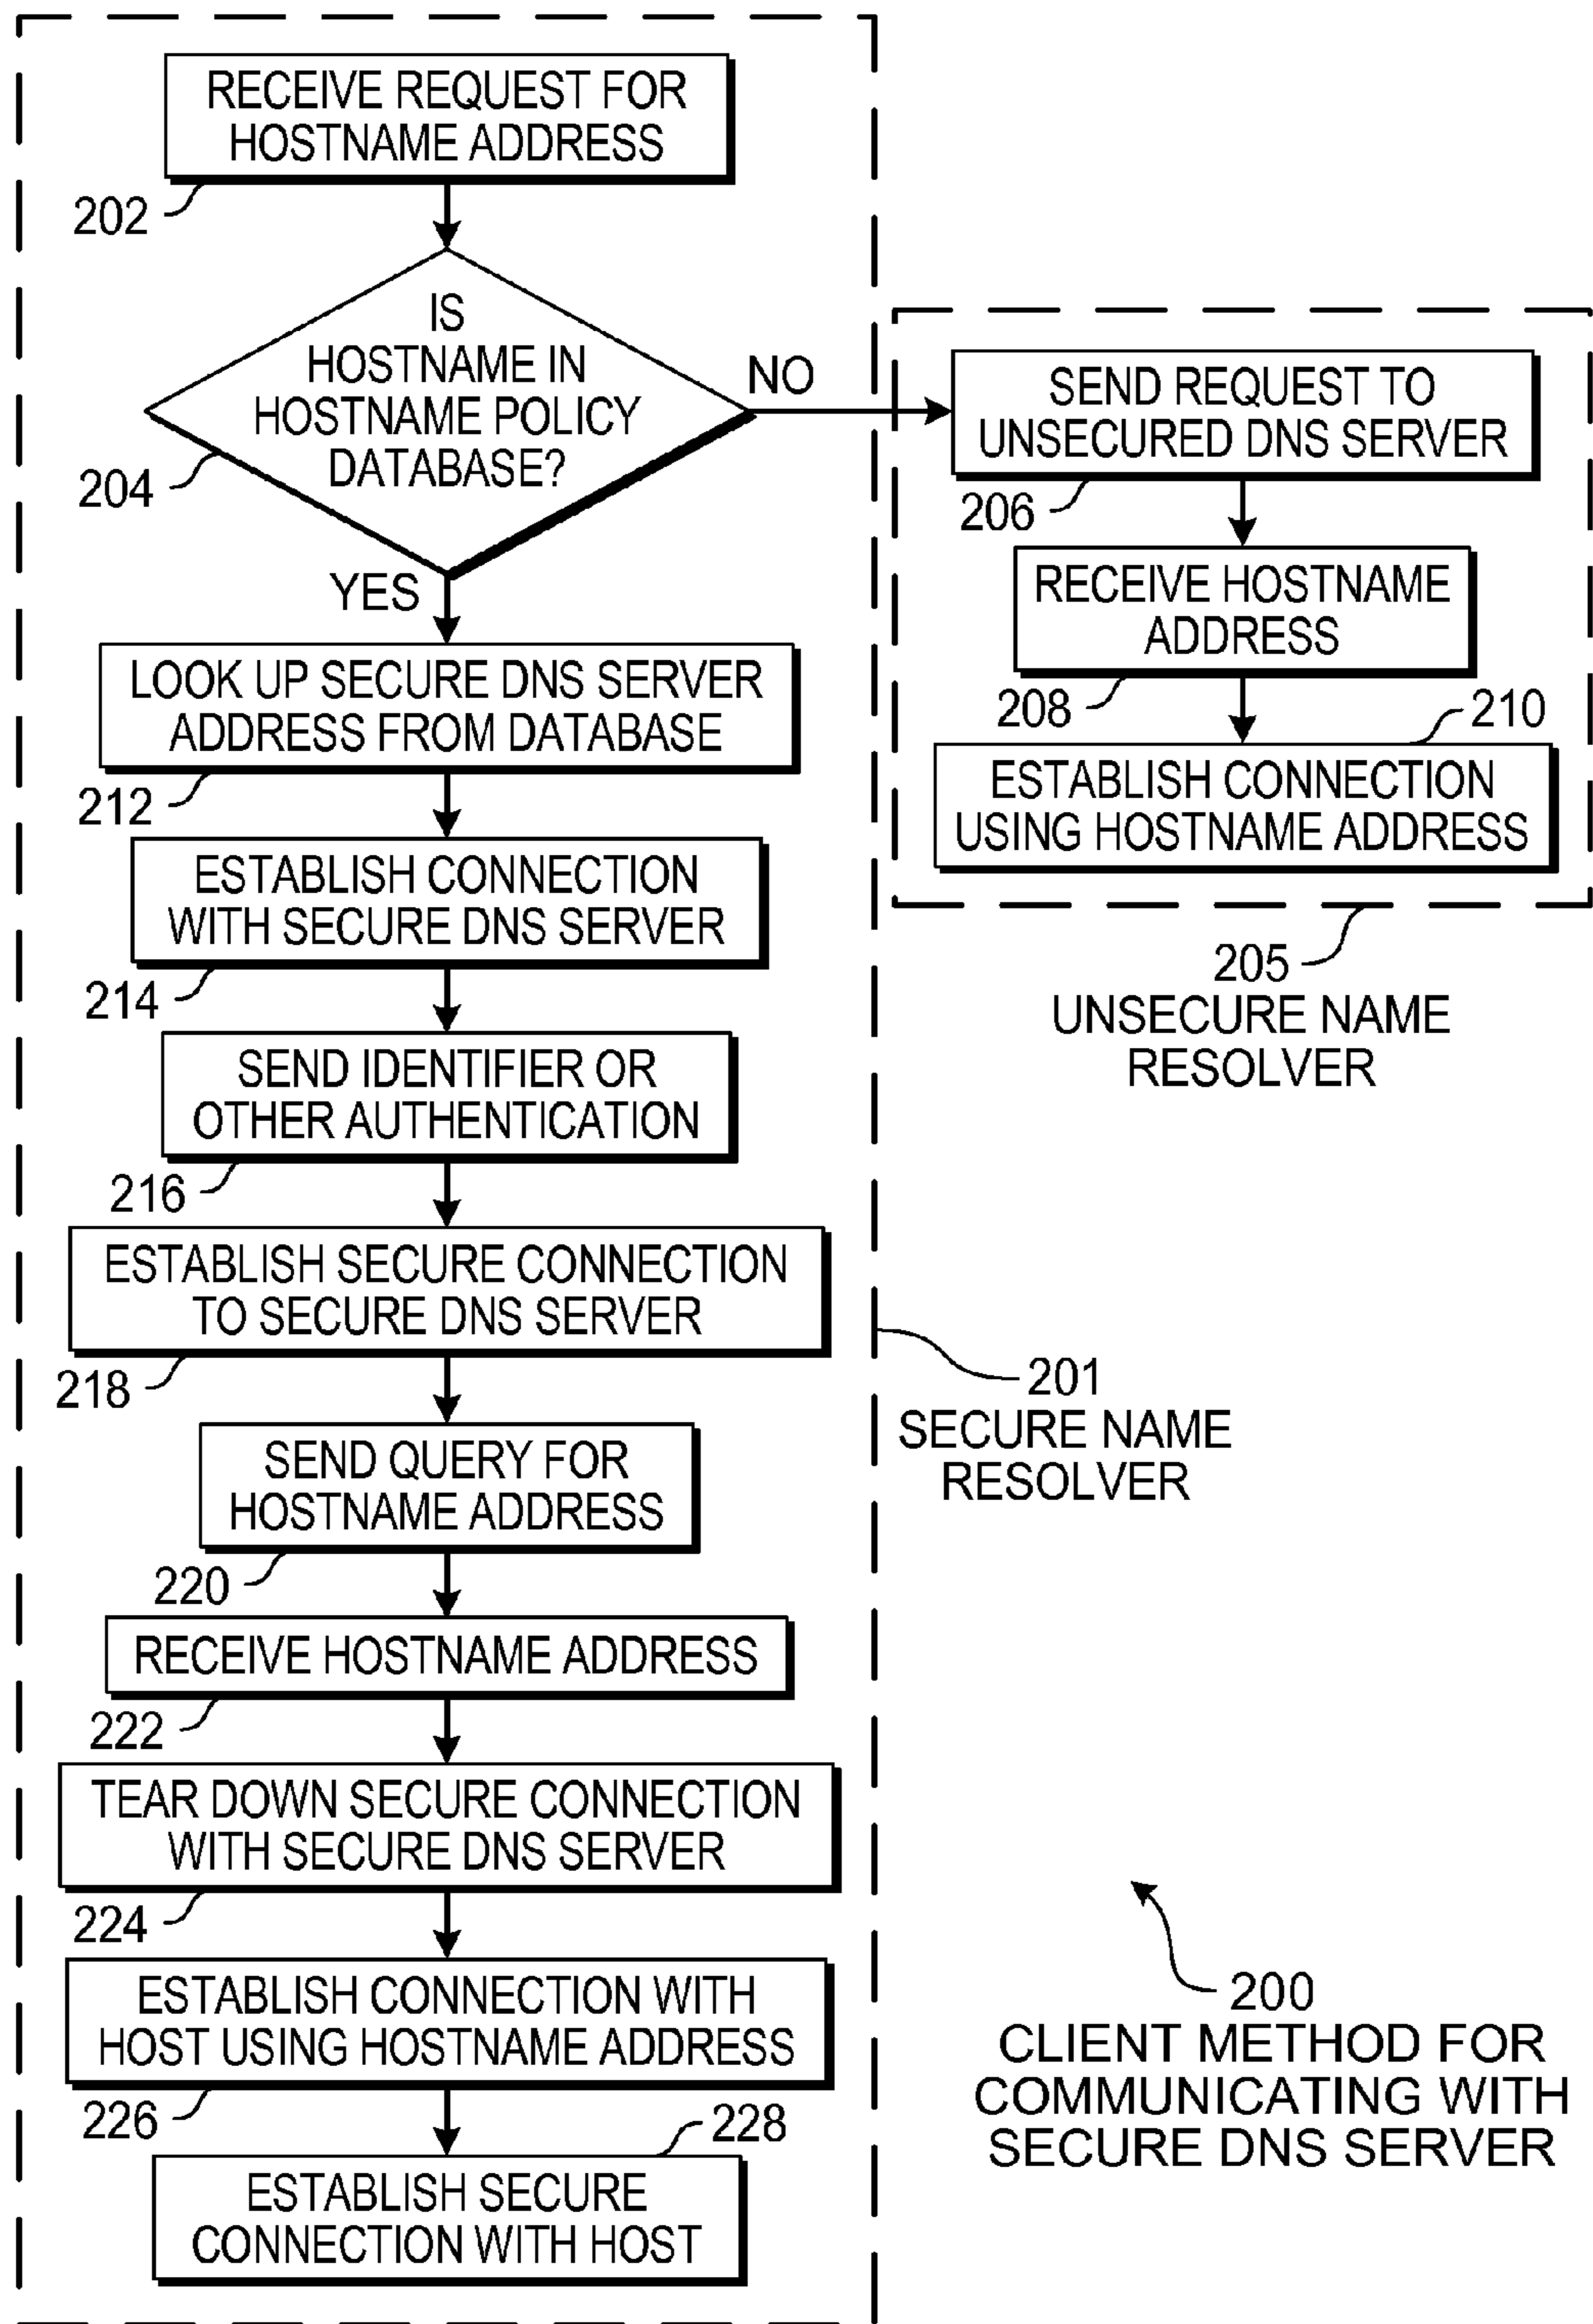 RECEIVE REQUEST FOR
HOSTNAME ADDRESS
202
IS
HOSTNAME IN
HOSTNAME POLICY
DATABASE?
204
NO
YES
SEND REQUEST TO
UNSECURED DNS SERVER
206
RECEIVE HOSTNAME
ADDRESS
208
210
ESTABLISH CONNECTION
USING HOSTNAME ADDRESS
205
UNSECURE NAME
RESOLVER
LOOK UP SECURE DNS SERVER
ADDRESS FROM DATABASE
212
ESTABLISH CONNECTION
WITH SECURE DNS SERVER
214
SEND IDENTIFIER OR
OTHER AUTHENTICATION
216
ESTABLISH SECURE CONNECTION
TO SECURE DNS SERVER
218
201
SECURE NAME
RESOLVER
SEND QUERY FOR
HOSTNAME ADDRESS
220
RECEIVE HOSTNAME ADDRESS
222
TEAR DOWN SECURE CONNECTION
WITH SECURE DNS SERVER
224
ESTABLISH CONNECTION WITH
HOST USING HOSTNAME ADDRESS
226
228
ESTABLISH SECURE
CONNECTION WITH HOST
200
CLIENT METHOD FOR
COMMUNICATING WITH
SECURE DNS SERVER